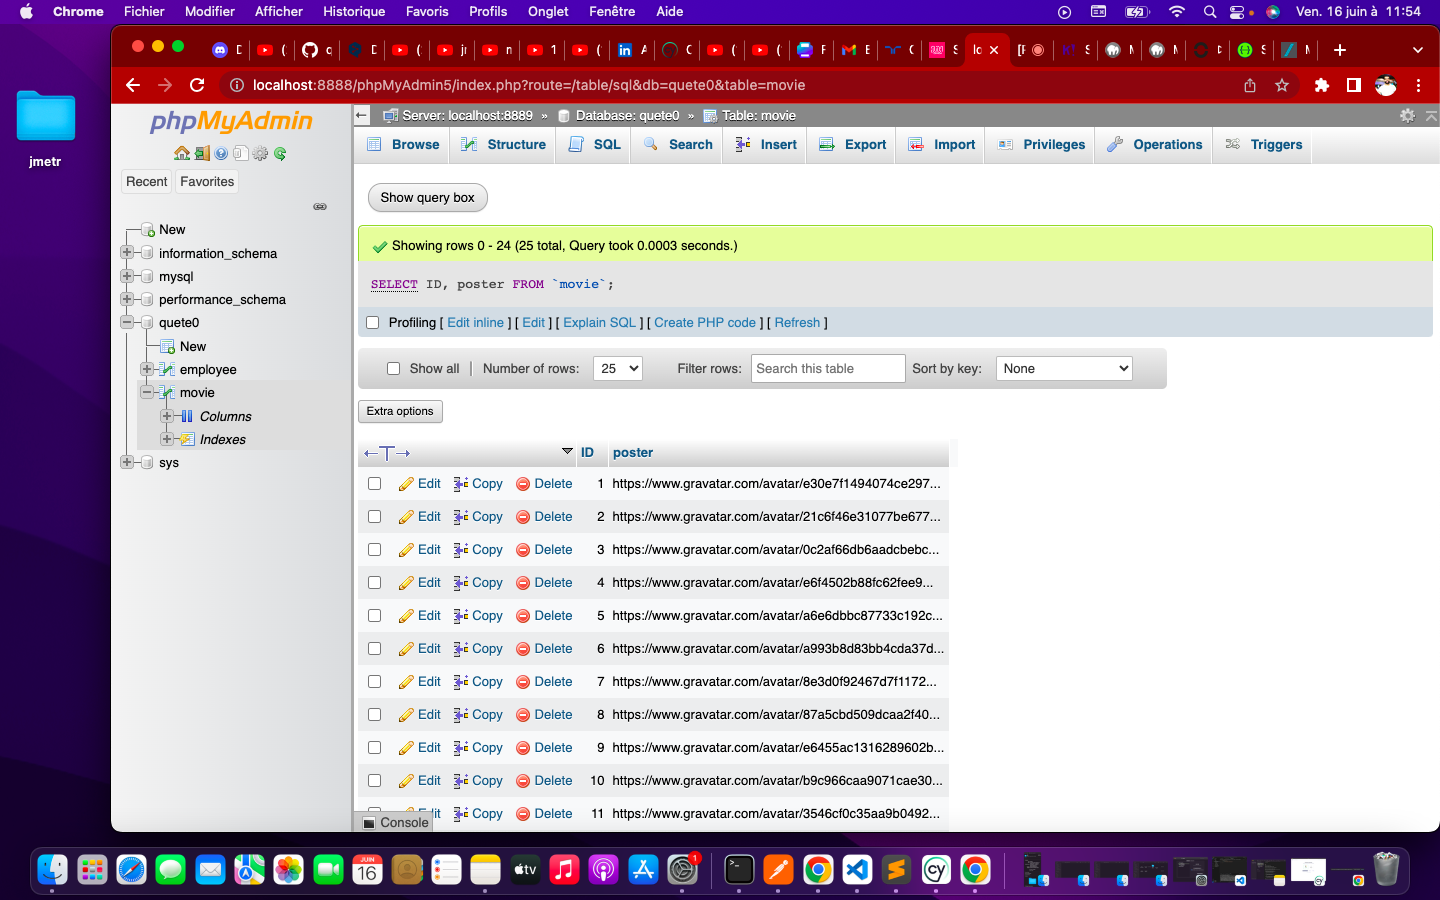 Chrome Fichier Modifier Afficher Historique Favoris Profils Onglet Fenêtre Aide Ven. 16 juin à 11:54
localhost:8888/phpMyAdmin5/index.php?route=/table/sql&db=quete0&table=movie
jmetr
phpMyAdmin
Recent Favorites
New
information_schema
mysql
performance_schema
quete0
New
employee
movie
Columns
Indexes
sys
Server: localhost:8889 » Database: quete0 » Table: movie
Browse Structure SQL Search Insert Export Import Privileges Operations Triggers
Show query box
Showing rows 0 - 24 (25 total, Query took 0.0003 seconds.)
SELECT ID, poster FROM `movie`;
Profiling [ Edit inline ] [ Edit ] [ Explain SQL ] [ Create PHP code ] [ Refresh ]
Show all | Number of rows: 25 Filter rows: Search this table Sort by key: None
Extra options
ID poster
Edit Copy Delete 1 https://www.gravatar.com/avatar/e30e7f1494074ce297...
Edit Copy Delete 2 https://www.gravatar.com/avatar/21c6f46e31077be677...
Edit Copy Delete 3 https://www.gravatar.com/avatar/0c2af66db6aadcbebc...
Edit Copy Delete 4 https://www.gravatar.com/avatar/e6f4502b88fc62fee9...
Edit Copy Delete 5 https://www.gravatar.com/avatar/a6e6dbbc87733c192c...
Edit Copy Delete 6 https://www.gravatar.com/avatar/a993b8d83bb4cda37d...
Edit Copy Delete 7 https://www.gravatar.com/avatar/8e3d0f92467d7f1172...
Edit Copy Delete 8 https://www.gravatar.com/avatar/87a5cbd509dcaa2f40...
Edit Copy Delete 9 https://www.gravatar.com/avatar/e6455ac1316289602b...
Edit Copy Delete 10 https://www.gravatar.com/avatar/b9c966caa9071cae30...
Edit Copy Delete 11 https://www.gravatar.com/avatar/3546cf0c35aa9b0492...
Console
JUIN
16
tv
1